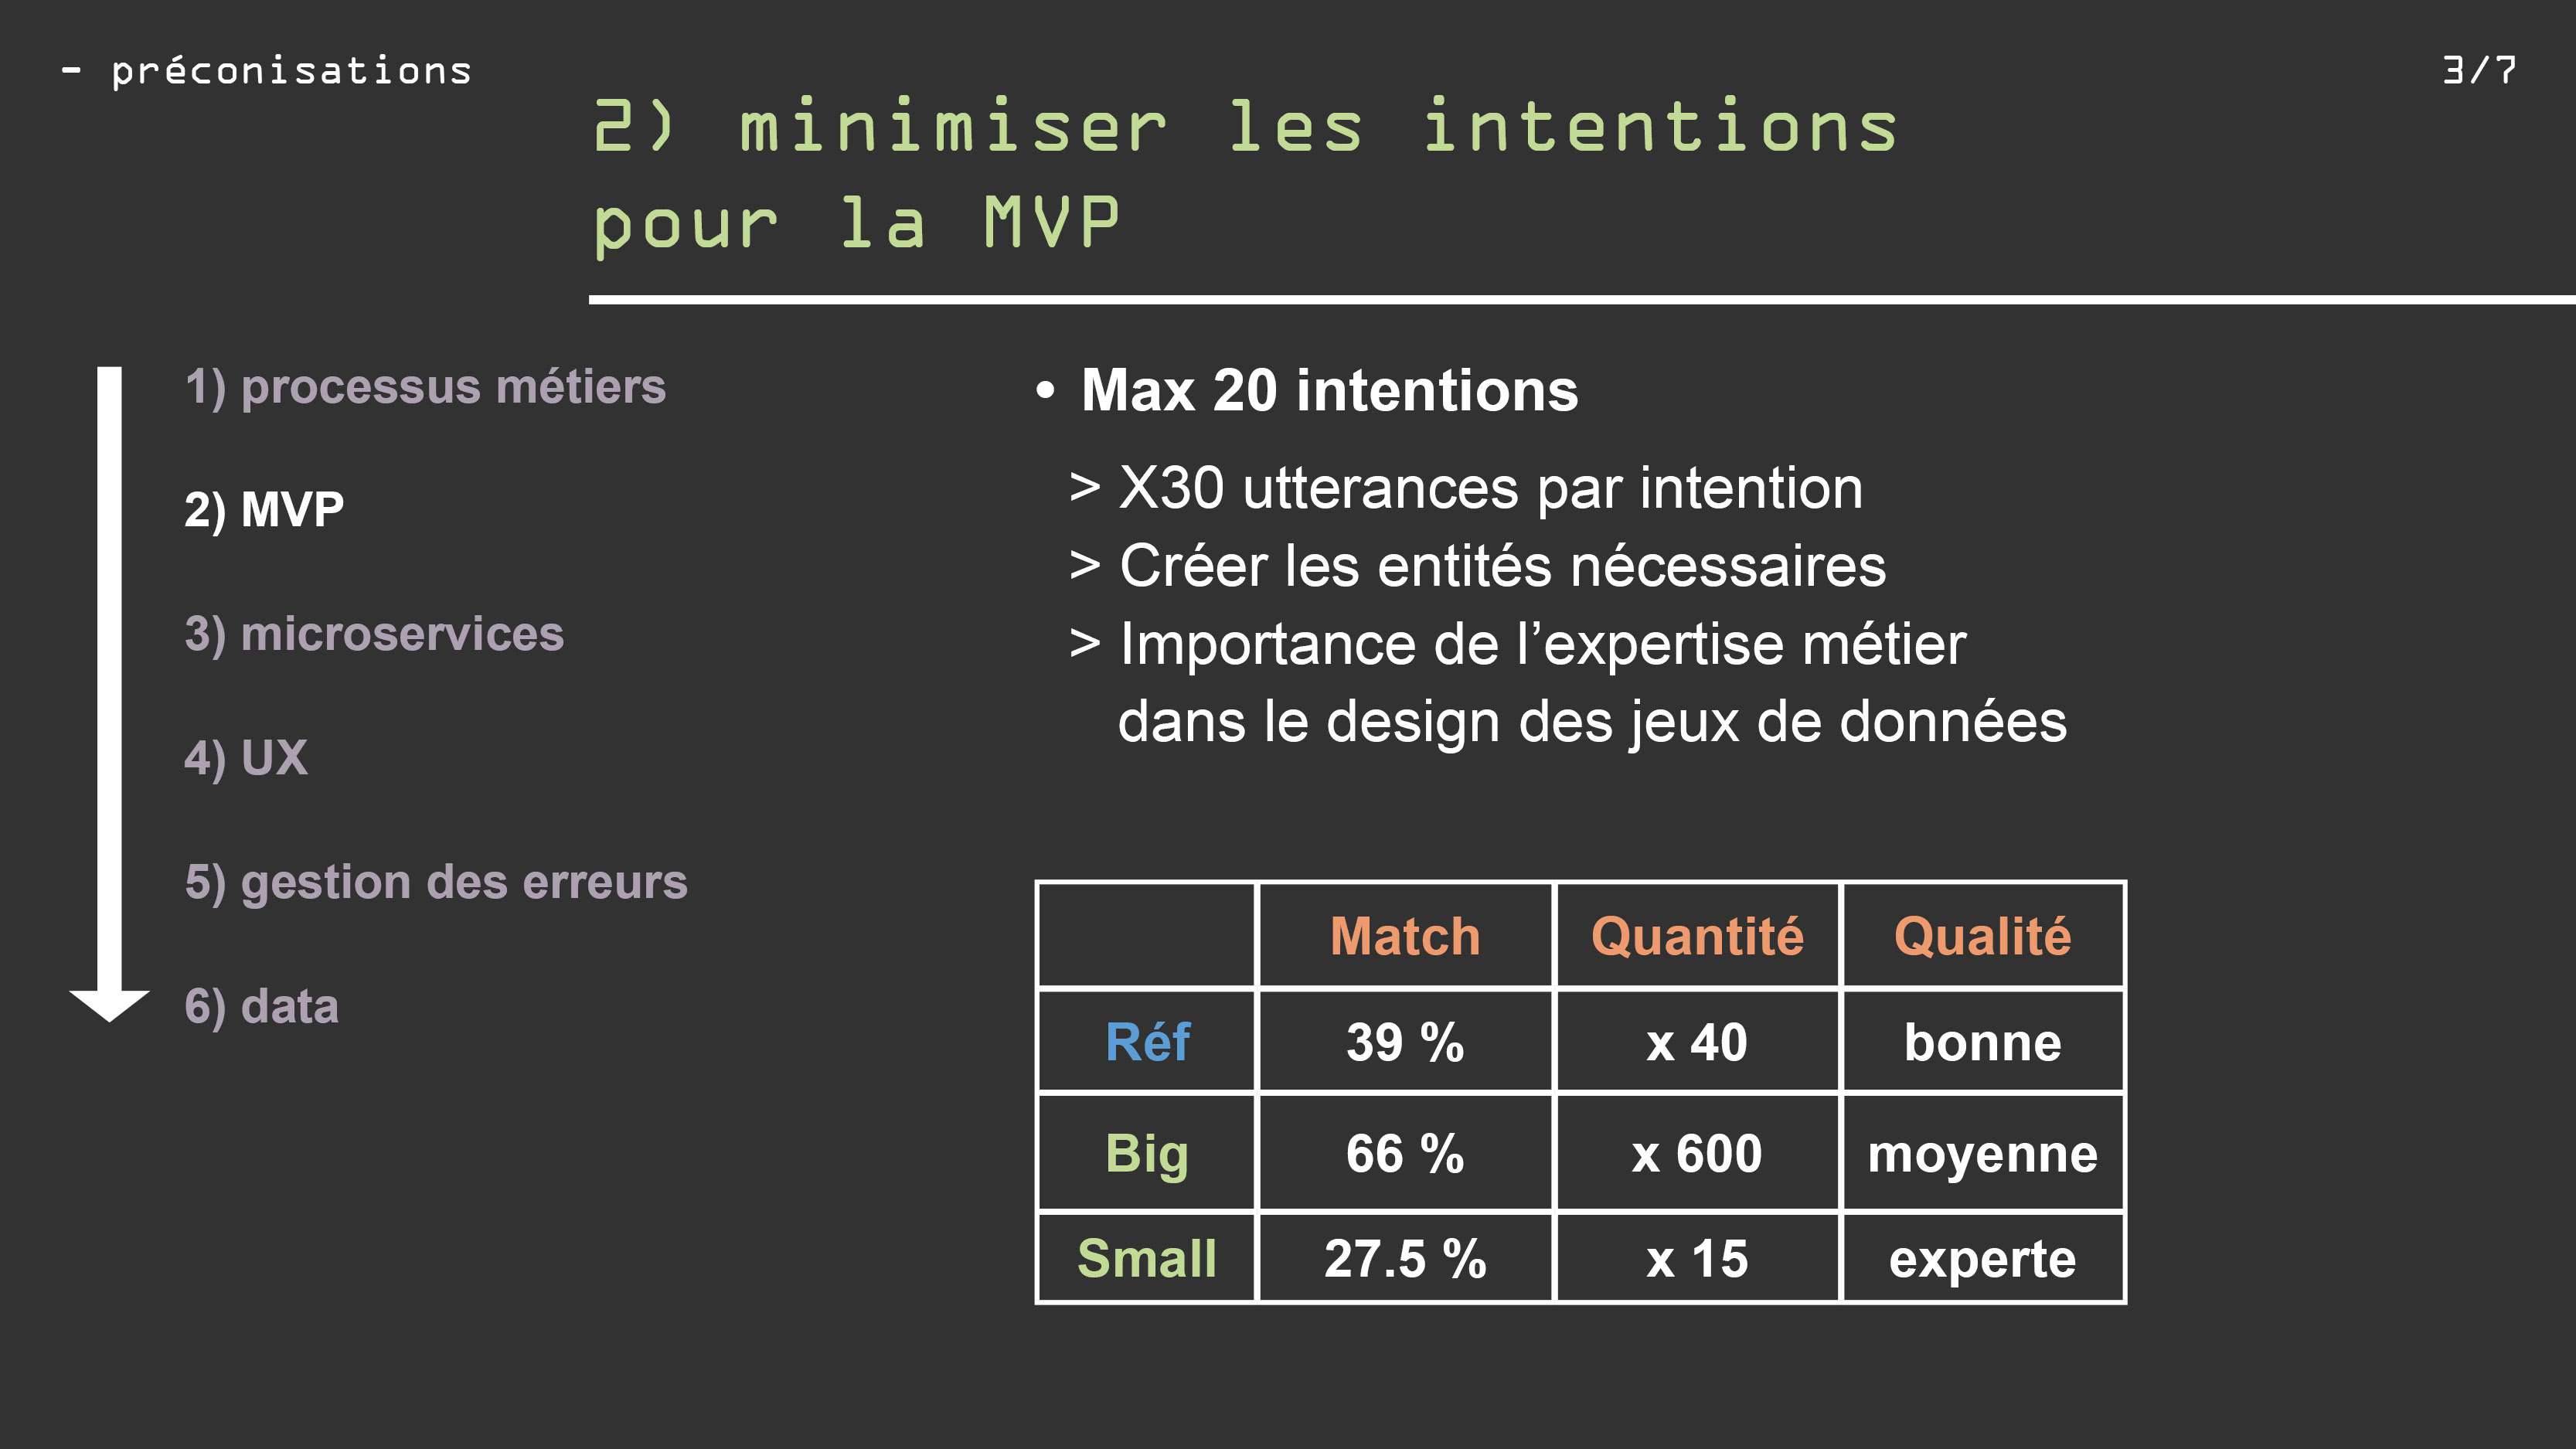 - préconisations
3/7
2) minimiser les intentions
pour la MVP
1) processus métiers
2) MVP
3) microservices
4) UX
5) gestion des erreurs
6) data
• Max 20 intentions
> X30 utterances par intention
> Créer les entités nécessaires
> Importance de l’expertise métier
dans le design des jeux de données
Match Quantité Qualité
Réf 39 % x 40 bonne
Big 66 % x 600 moyenne
Small 27.5 % x 15 experte